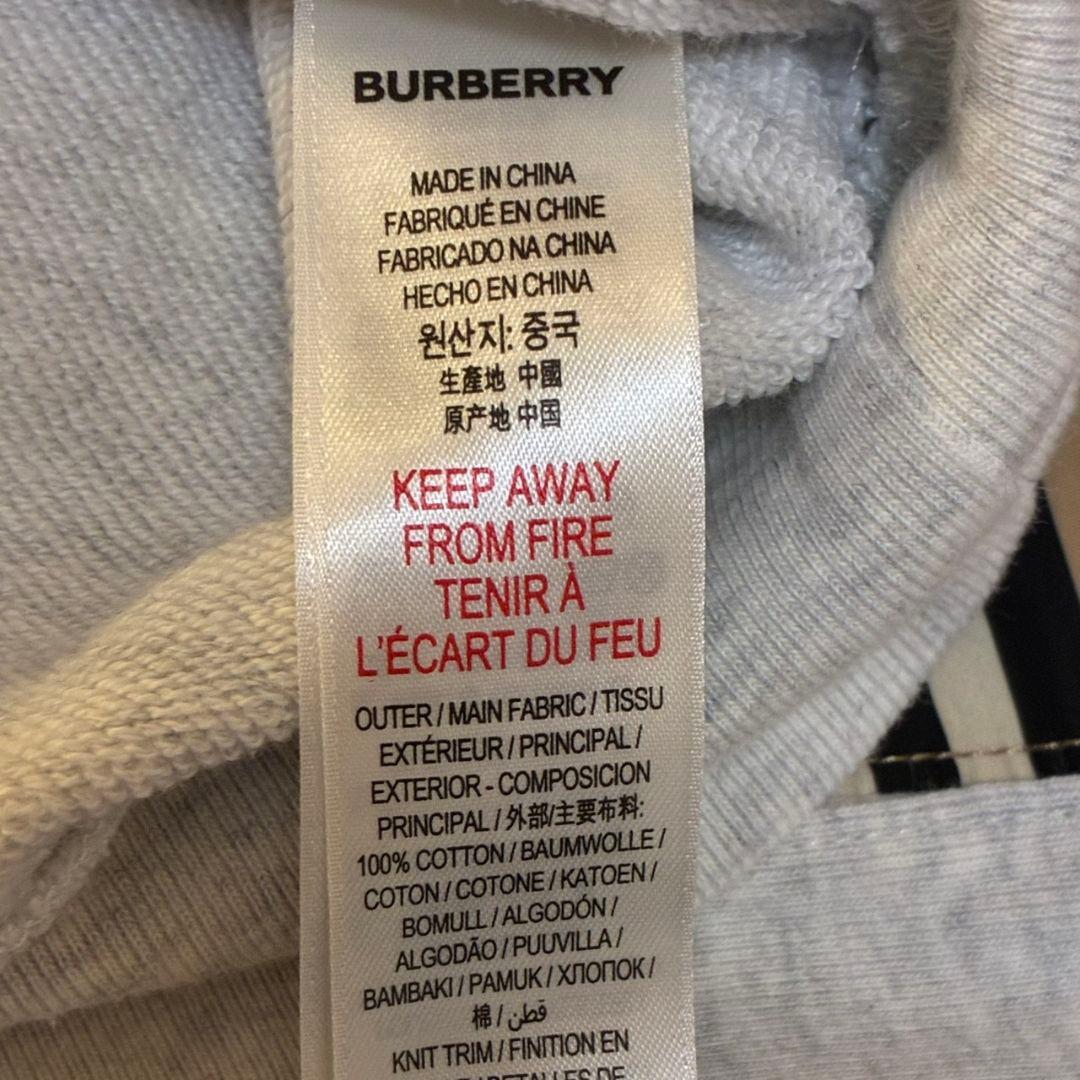 BURBERRY
MADE IN CHINA
FABRIQUÉ EN CHINE
FABRICADO NA CHINA
HECHO EN CHINA
원산지: 중국
生產地 中國
原产地 中国
KEEP AWAY
FROM FIRE
TENIR À
L'ÉCART DU FEU
OUTER / MAIN FABRIC / TISSU
EXTÉRIEUR / PRINCIPAL /
EXTERIOR - COMPOSICION
PRINCIPAL / 外部/主要布料:
100% COTTON / BAUMWOLLE /
COTON / COTONE / KATOEN /
BOMULL / ALGODÓN /
ALGODÃO / PUUVILLA /
BAMBAKI / PAMUK / ХЛОПОК /
棉 / قطن /
KNIT TRIM / FINITION EN
DE